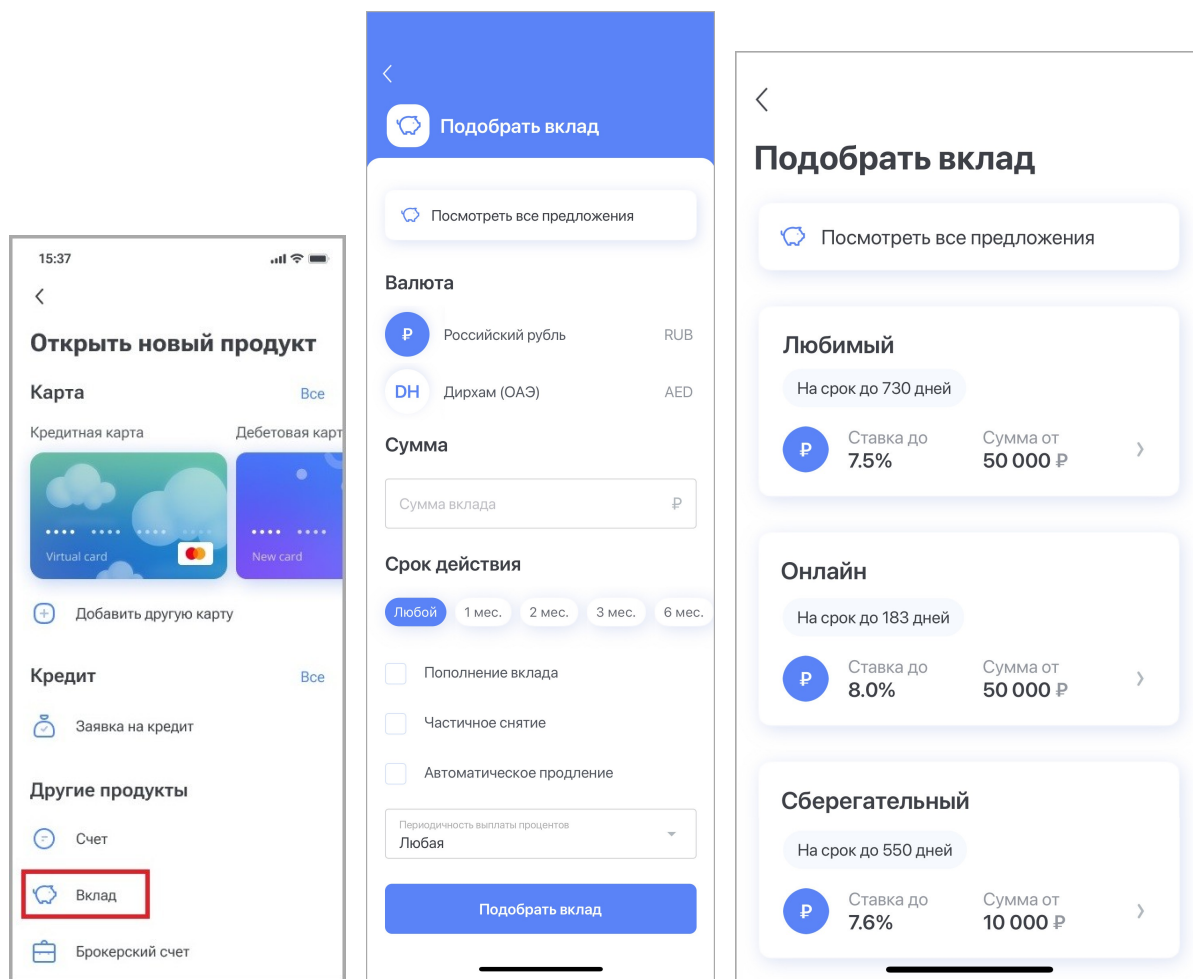 15:37
Открыть новый продукт
Карта
Все
Кредитная карта
Дебетовая карт
Virtual card
New card
Добавить другую карту
Кредит
Все
Заявка на кредит
Другие продукты
Счет
Вклад
Брокерский счет
Подобрать вклад
Посмотреть все предложения
Валюта
₽ Российский рубль RUB
DH Дирхам (ОАЭ) AED
Сумма
Сумма вклада ₽
Срок действия
Любой 1 мес. 2 мес. 3 мес. 6 мес.
Пополнение вклада
Частичное снятие
Автоматическое продление
Периодичность выплаты процентов
Любая
Подобрать вклад
Подобрать вклад
Посмотреть все предложения
Любимый
На срок до 730 дней
Ставка до Сумма от
₽ 7.5% 50 000 ₽
Онлайн
На срок до 183 дней
Ставка до Сумма от
₽ 8.0% 50 000 ₽
Сберегательный
На срок до 550 дней
Ставка до Сумма от
₽ 7.6% 10 000 ₽